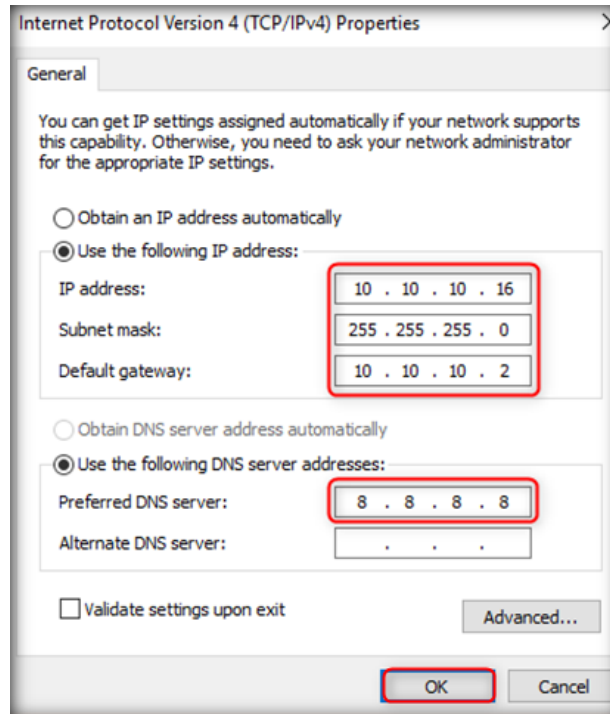 Internet Protocol Version 4 (TCP/IPv4) Properties
General
You can get IP settings assigned automatically if your network supports
this capability. Otherwise, you need to ask your network administrator
for the appropriate IP settings.
Obtain an IP address automatically
Use the following IP address:
IP address: 10 . 10 . 10 . 16
Subnet mask: 255 . 255 . 255 . 0
Default gateway: 10 . 10 . 10 . 2
Obtain DNS server address automatically
Use the following DNS server addresses:
Preferred DNS server: 8 . 8 . 8 . 8
Alternate DNS server: . . .
Validate settings upon exit
Advanced...
OK Cancel